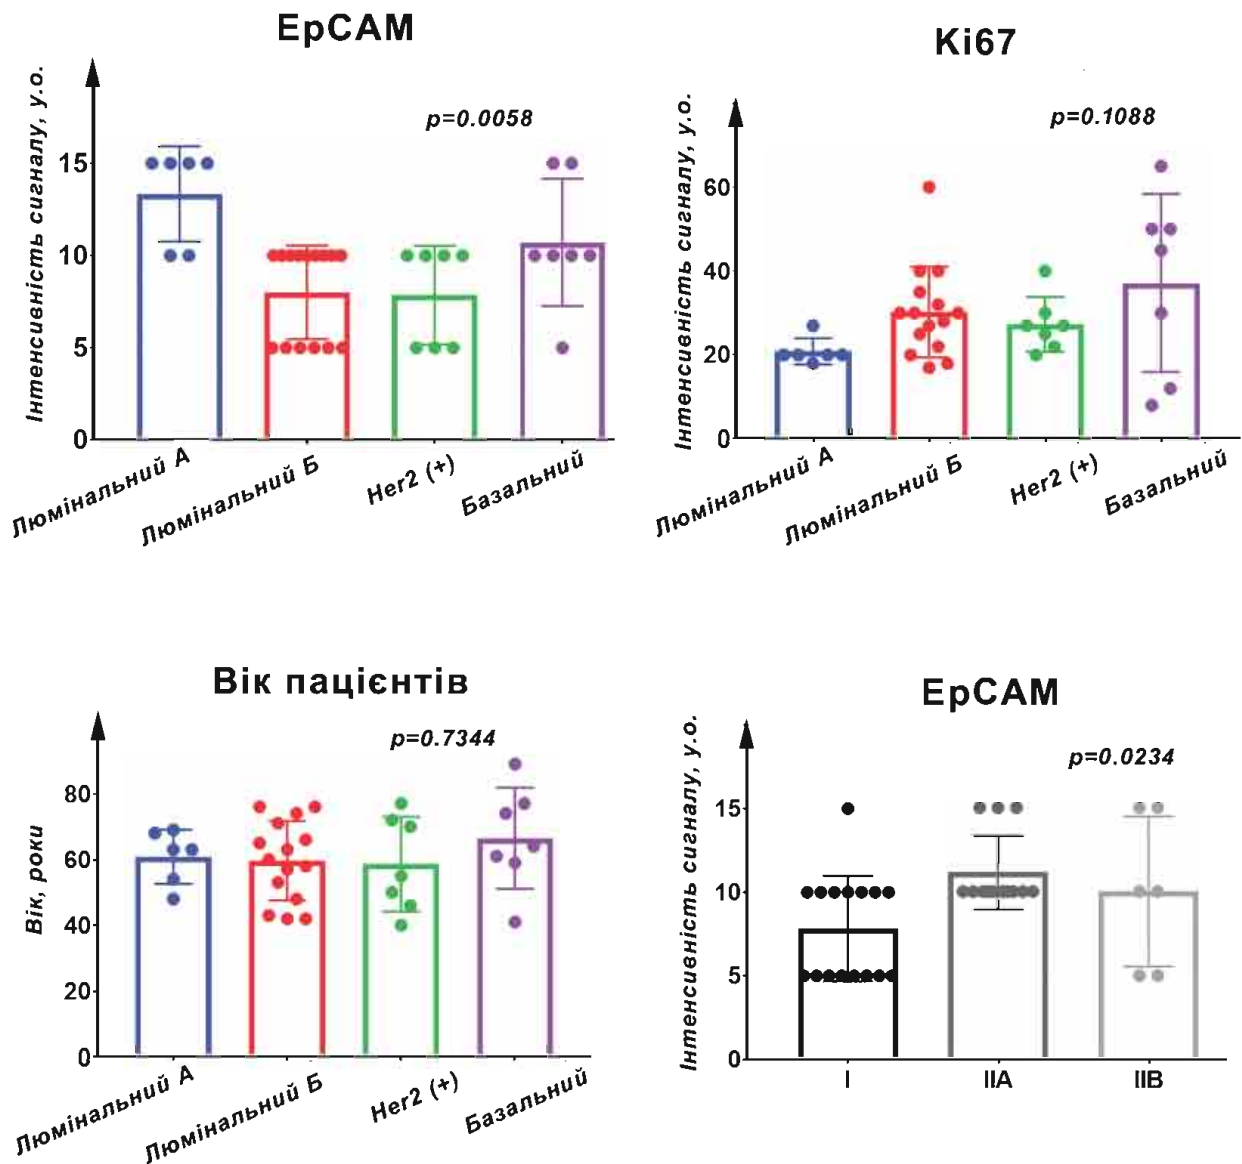 EpCAM
Інтенсивність сигналу, у.о.
p=0.0058
15
10
5
0
Люмінальний А
Люмінальний Б
Her2 (+)
Базальний
Ki67
Інтенсивність сигналу, у.о.
p=0.1088
60
40
20
0
Люмінальний А
Люмінальний Б
Her2 (+)
Базальний
Вік пацієнтів
Вік, роки
p=0.7344
80
60
40
20
0
Люмінальний А
Люмінальний Б
Her2 (+)
Базальний
EpCAM
Інтенсивність сигналу, у.о.
p=0.0234
15
10
5
0
I
IIA
IIB